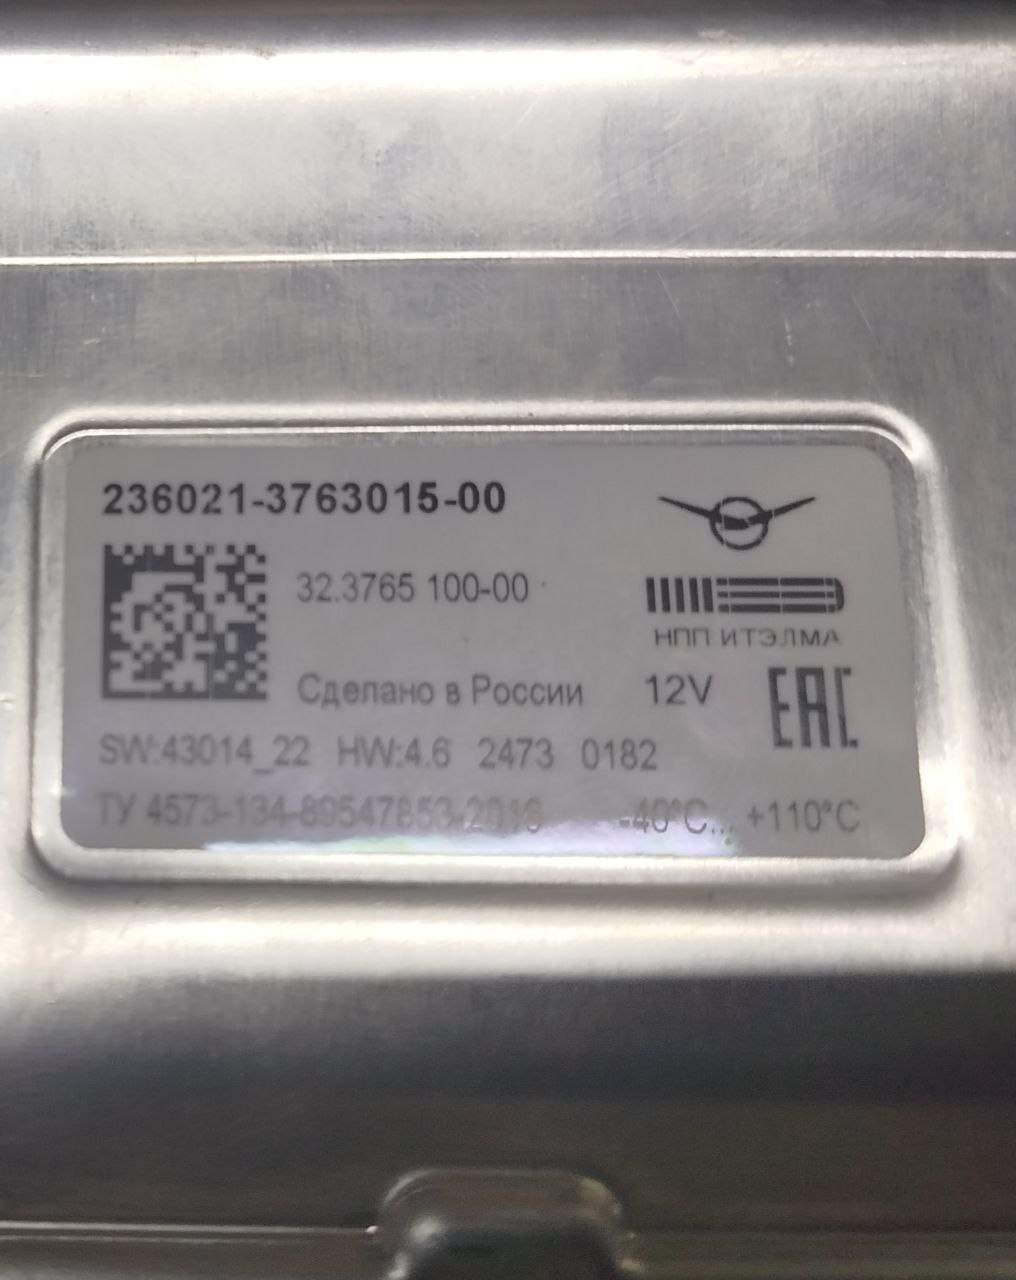 236021-3763015-00
32.3765 100-00
НПП ИТЭЛМА
Сделано в России 12V EAC
SW:43014_22 HW:4.6 2473 0182
ТУ 4573-134-89547853-2013 -40°C... +110°C